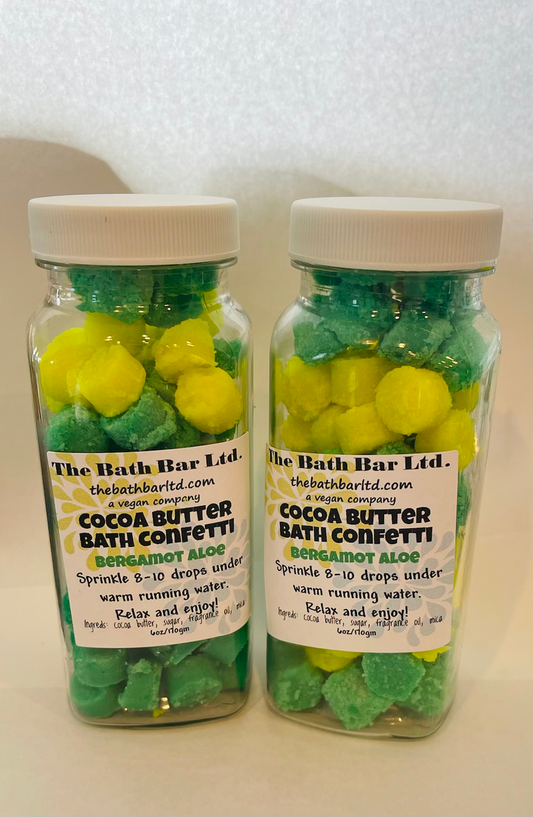 The Bath Bar Ltd.
thebathbarltd.com
a vegan company
COCOA BUTTER
BATH CONFETTI
BERGAMOT ALOE
Sprinkle 8-10 drops under
warm running water.
Relax and enjoy!
Ingreds: cocoa butter, sugar, fragrance oil, mica
6oz/170gm
The Bath Bar Ltd.
thebathbarltd.com
a vegan company
COCOA BUTTER
BATH CONFETTI
BERGAMOT ALOE
Sprinkle 8-10 drops under
warm running water.
Relax and enjoy!
Ingreds: cocoa butter, sugar, fragrance oil, mica
6oz/170gm